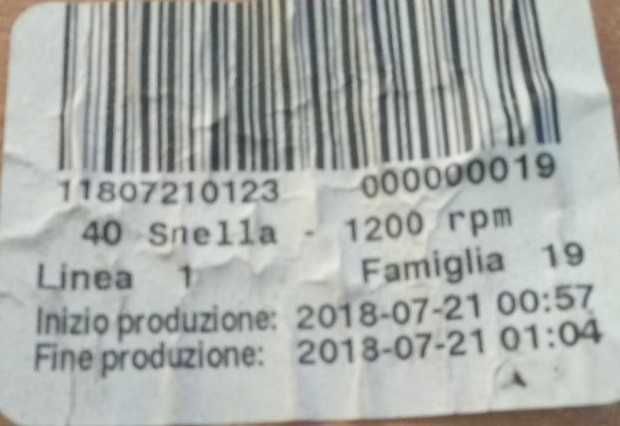 11807210123 000000019
40 Snella - 1200 rpm
Linea 1 Famiglia 19
Inizio produzione: 2018-07-21 00:57
Fine produzione: 2018-07-21 01:04